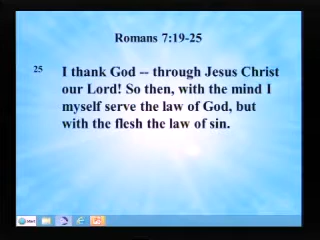 Romans 7:19-25
25 I thank God -- through Jesus Christ
our Lord! So then, with the mind I
myself serve the law of God, but
with the flesh the law of sin.
Start